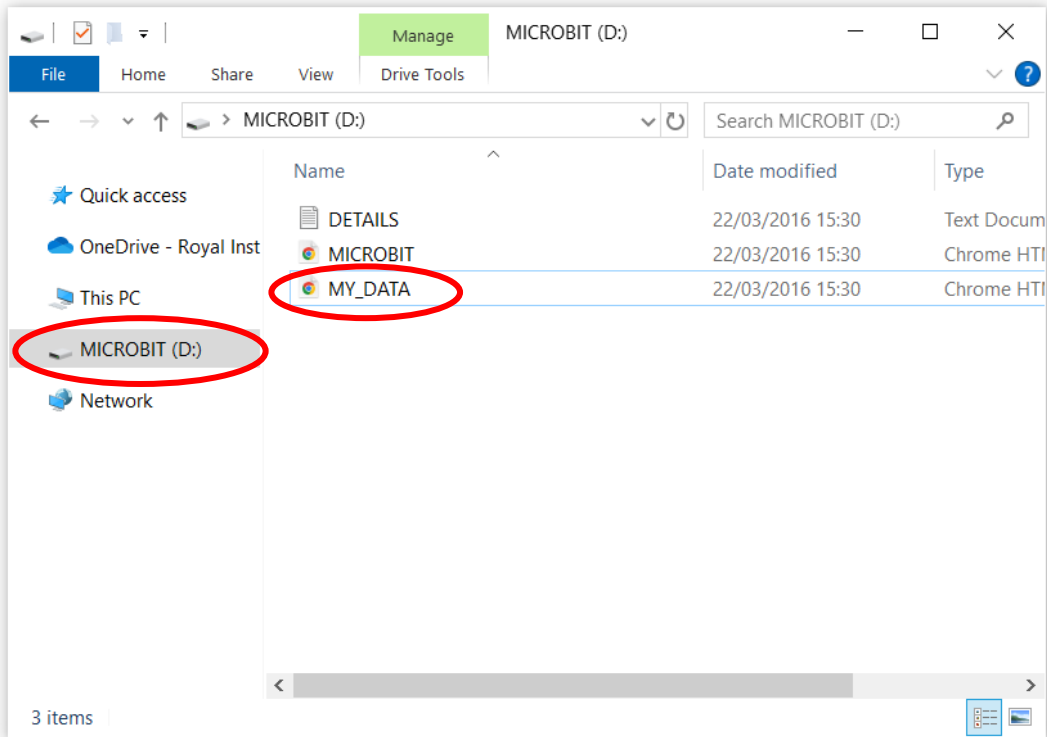 Manage
MICROBIT (D:)
File
Home
Share
View
Drive Tools
?
> MICROBIT (D:)
Search MICROBIT (D:)
Name
Date modified
Type
Quick access
OneDrive - Royal Inst
This PC
MICROBIT (D:)
Network
DETAILS 22/03/2016 15:30 Text Docum
MICROBIT 22/03/2016 15:30 Chrome HTM
MY_DATA 22/03/2016 15:30 Chrome HTM
3 items